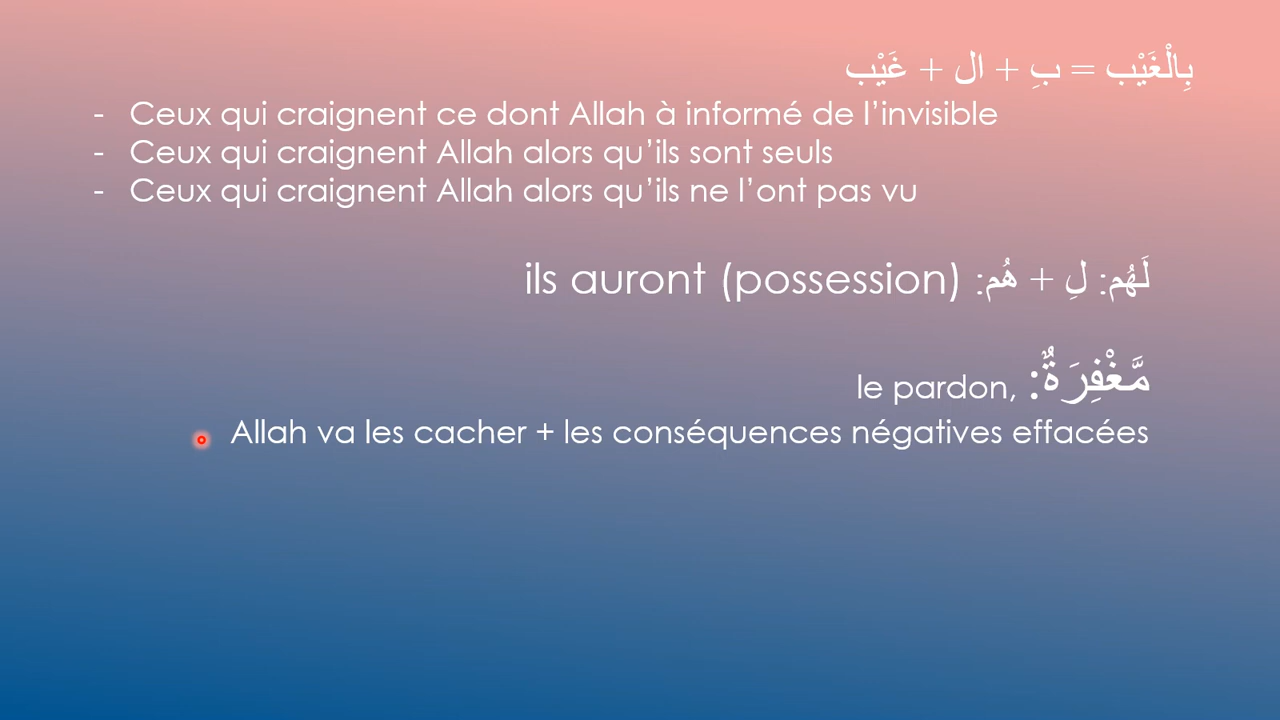 بِالْغَيْب = بِ + ال + غَيْب
- Ceux qui craignent ce dont Allah à informé de l’invisible
- Ceux qui craignent Allah alors qu’ils sont seuls
- Ceux qui craignent Allah alors qu’ils ne l’ont pas vu
لَهُم: لِ + هُم: ils auront (possession)
مَّغْفِرَةٌ: le pardon,
Allah va les cacher + les conséquences négatives effacées